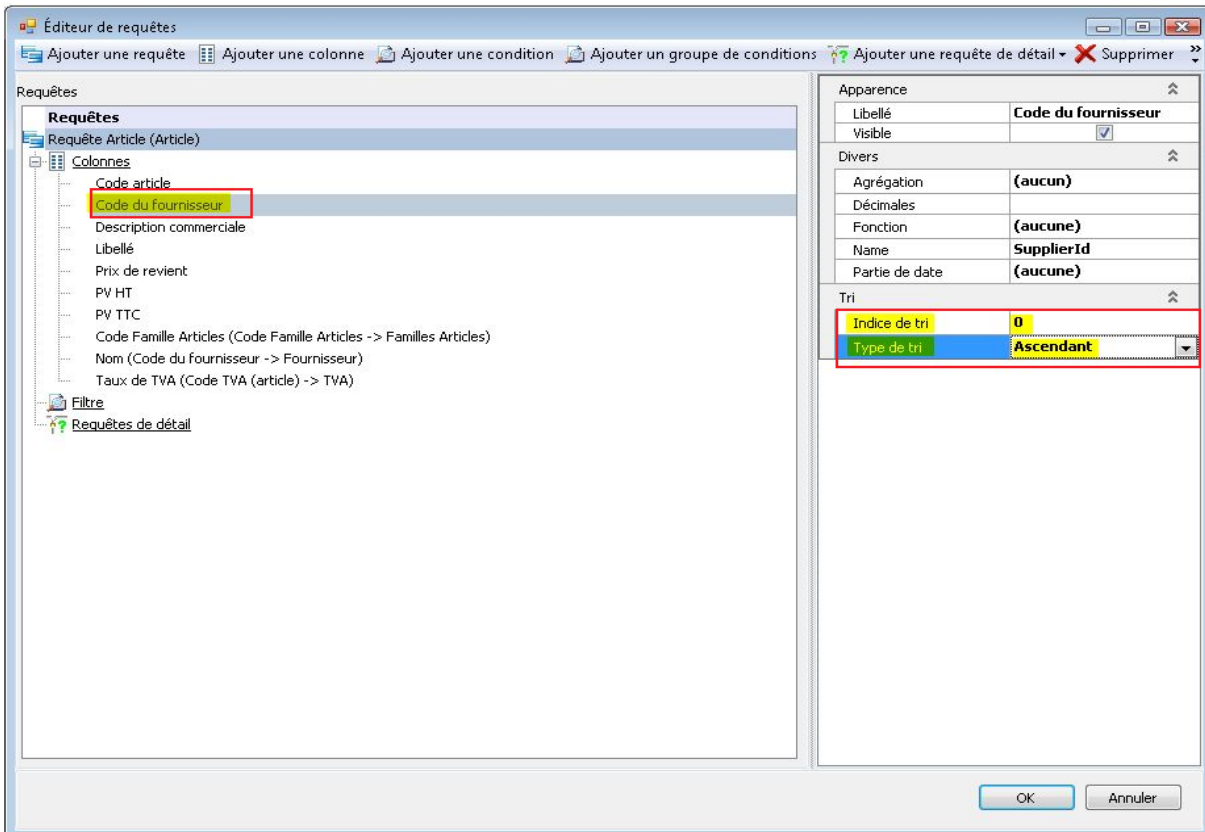 Éditeur de requêtes
Ajouter une requête Ajouter une colonne Ajouter une condition Ajouter un groupe de conditions Ajouter une requête de détail Supprimer
Requêtes
Requêtes
Requête Article (Article)
Colonnes
Code article
Code du fournisseur
Description commerciale
Libellé
Prix de revient
PV HT
PV TTC
Code Famille Articles (Code Famille Articles -> Familles Articles)
Nom (Code du fournisseur -> Fournisseur)
Taux de TVA (Code TVA (article) -> TVA)
Filtre
Requêtes de détail
Apparence
Libellé Code du fournisseur
Visible
Divers
Agrégation (aucun)
Décimales
Fonction (aucune)
Name SupplierId
Partie de date (aucune)
Tri
Indice de tri 0
Type de tri Ascendant
OK Annuler